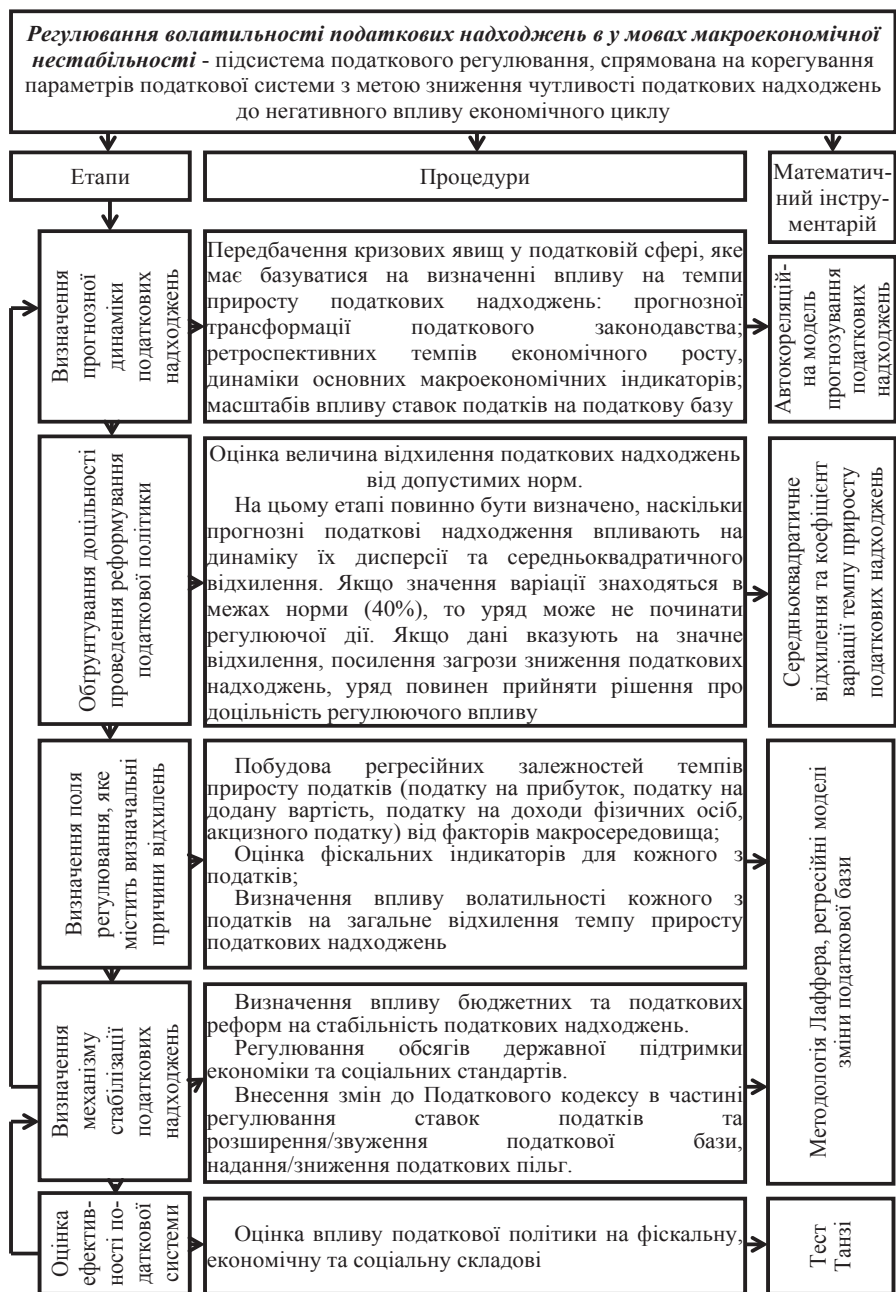 Регулювання волатильності податкових надходжень в у мовах макроекономічної
нестабільності - підсистема податкового регулювання, спрямована на корегування
параметрів податкової системи з метою зниження чутливості податкових надходжень
до негативного впливу економічного циклу
Етапи
Процедури
Математич-
ний інстру-
ментарій
Визначення
прогнозної
динаміки
податкових
надходжень
Передбачення кризових явищ у податковій сфері, яке
має базуватися на визначенні впливу на темпи
приросту податкових надходжень: прогнозної
трансформації податкового законодавства;
ретроспективних темпів економічного росту,
динаміки основних макроекономічних індикаторів;
масштабів впливу ставок податків на податкову базу
Автокореляцій-
на модель
прогнозування
податкових
надходжень
Обґрунтування доцільності
проведення реформування
податкової політики
Оцінка величина відхилення податкових надходжень
від допустимих норм.
На цьому етапі повинно бути визначено, наскільки
прогнозні податкові надходження впливають на
динаміку їх дисперсії та середньоквадратичного
відхилення. Якщо значення варіації знаходяться в
межах норми (40%), то уряд може не починати
регулюючої дії. Якщо дані вказують на значне
відхилення, посилення загрози зниження податкових
надходжень, уряд повинен прийняти рішення про
доцільність регулюючого впливу
Середньоквадратичне
відхилення та коефіцієнт
варіації темпу приросту
податкових надходжень
Визначення поля
регулювання, яке
містить визначальні
причини відхилень
Побудова регресійних залежностей темпів
приросту податків (податку на прибуток, податку на
додану вартість, податку на доходи фізичних осіб,
акцизного податку) від факторів макросередовища;
Оцінка фіскальних індикаторів для кожного з
податків;
Визначення впливу волатильності кожного з
податків на загальне відхилення темпу приросту
податкових надходжень
Методологія Лаффера, регресійні моделі
зміни податкової бази
Визначення
механізму
стабілізації
податкових
надходжень
Визначення впливу бюджетних та податкових
реформ на стабільність податкових надходжень.
Регулювання обсягів державної підтримки
економіки та соціальних стандартів.
Внесення змін до Податкового кодексу в частині
регулювання ставок податків та
розширення/звуження податкової бази,
надання/зниження податкових пільг.
Оцінка
ефектив-
ності по-
даткової
системи
Оцінка впливу податкової політики на фіскальну,
економічну та соціальну складові
Тест
Танзі